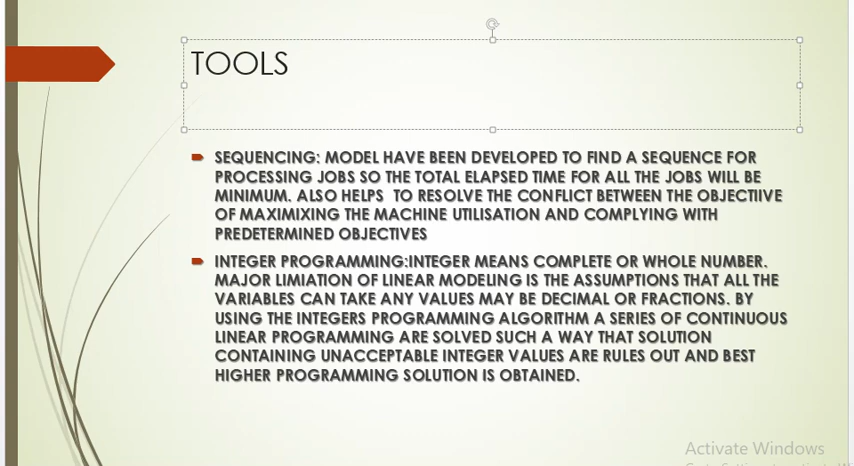 TOOLS
SEQUENCING: MODEL HAVE BEEN DEVELOPED TO FIND A SEQUENCE FOR
PROCESSING JOBS SO THE TOTAL ELAPSED TIME FOR ALL THE JOBS WILL BE
MINIMUM. ALSO HELPS  TO RESOLVE THE CONFLICT BETWEEN THE OBJECTIIVE
OF MAXIMIXING THE MACHINE UTILISATION AND COMPLYING WITH
PREDETERMINED OBJECTIVES
INTEGER PROGRAMMING:INTEGER MEANS COMPLETE OR WHOLE NUMBER.
MAJOR LIMIATION OF LINEAR MODELING IS THE ASSUMPTIONS THAT ALL THE
VARIABLES CAN TAKE ANY VALUES MAY BE DECIMAL OR FRACTIONS. BY
USING THE INTEGERS PROGRAMMING ALGORITHM A SERIES OF CONTINUOUS
LINEAR PROGRAMMING ARE SOLVED SUCH A WAY THAT SOLUTION
CONTAINING UNACCEPTABLE INTEGER VALUES ARE RULES OUT AND BEST
HIGHER PROGRAMMING SOLUTION IS OBTAINED.
Activate Windows